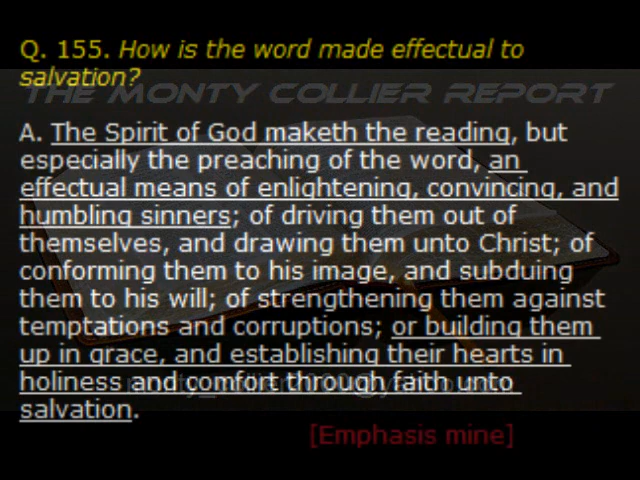 Q. 155. How is the word made effectual to
salvation?
THE MONTY COLLIER REPORT
A. The Spirit of God maketh the reading, but
especially the preaching of the word, an
effectual means of enlightening, convincing, and
humbling sinners; of driving them out of
themselves, and drawing them unto Christ; of
conforming them to his image, and subduing
them to his will; of strengthening them against
temptations and corruptions; or building them
up in grace, and establishing their hearts in
holiness and comfort through faith unto
salvation.
[Emphasis mine]